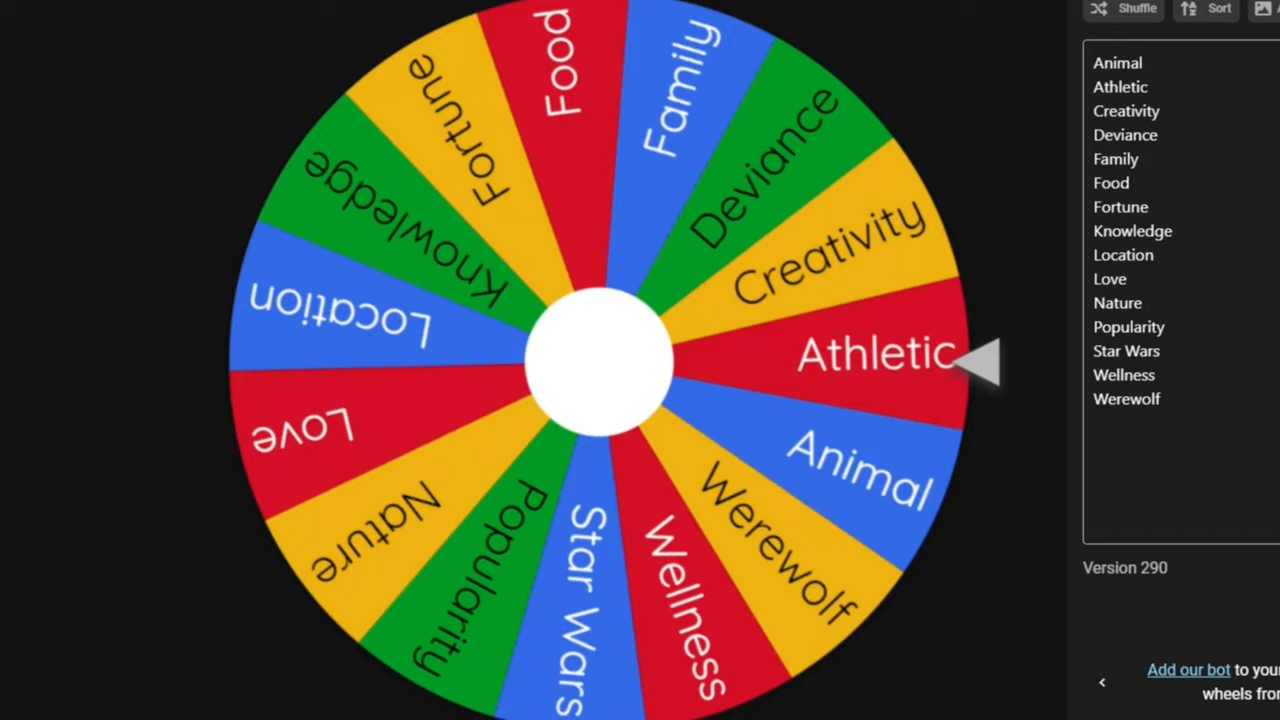 Food
Family
Deviance
Creativity
Athletic
Animal
Werewolf
Wellness
Star Wars
Popularity
Nature
Love
Location
Knowledge
Fortune
Shuffle
Sort
Animal
Athletic
Creativity
Deviance
Family
Food
Fortune
Knowledge
Location
Love
Nature
Popularity
Star Wars
Wellness
Werewolf
Version 290
Add our bot to your
wheels from